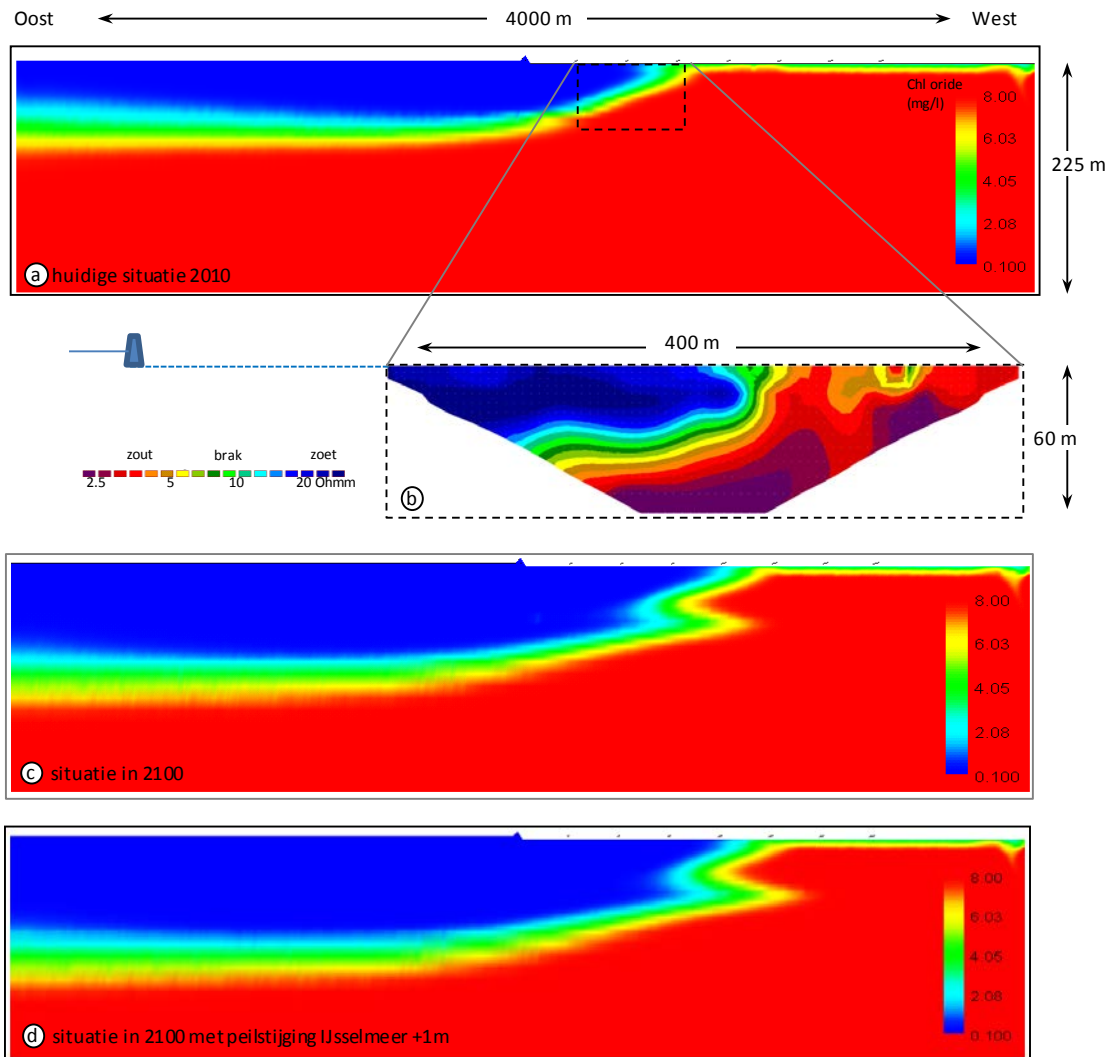 Oost 4000 m West
Chloride
(mg/l)
8.00
6.03
4.05
2.08
0.100
225 m
a huidige situatie 2010
400 m
60 m
zout brak zoet
2.5 5 10 20 Ohmm
b
8.00
6.03
4.05
2.08
0.100
c situatie in 2100
8.00
6.03
4.05
2.08
0.100
d situatie in 2100 met peilstijging IJsselmeer +1m